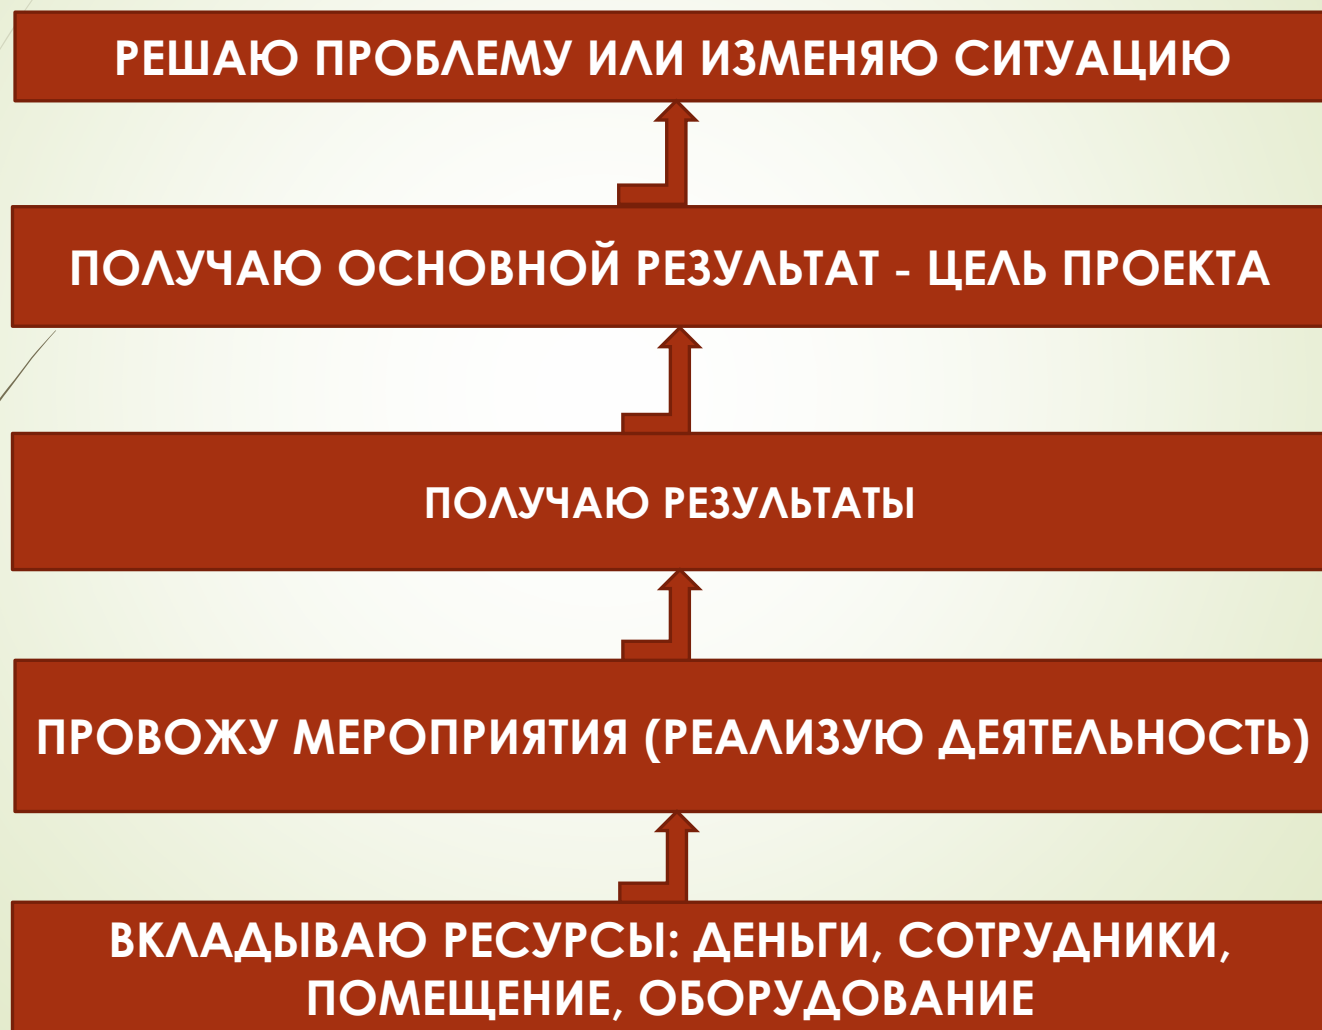 РЕШАЮ ПРОБЛЕМУ ИЛИ ИЗМЕНЯЮ СИТУАЦИЮ
ПОЛУЧАЮ ОСНОВНОЙ РЕЗУЛЬТАТ - ЦЕЛЬ ПРОЕКТА
ПОЛУЧАЮ РЕЗУЛЬТАТЫ
ПРОВОЖУ МЕРОПРИЯТИЯ (РЕАЛИЗУЮ ДЕЯТЕЛЬНОСТЬ)
ВКЛАДЫВАЮ РЕСУРСЫ: ДЕНЬГИ, СОТРУДНИКИ,
ПОМЕЩЕНИЕ, ОБОРУДОВАНИЕ